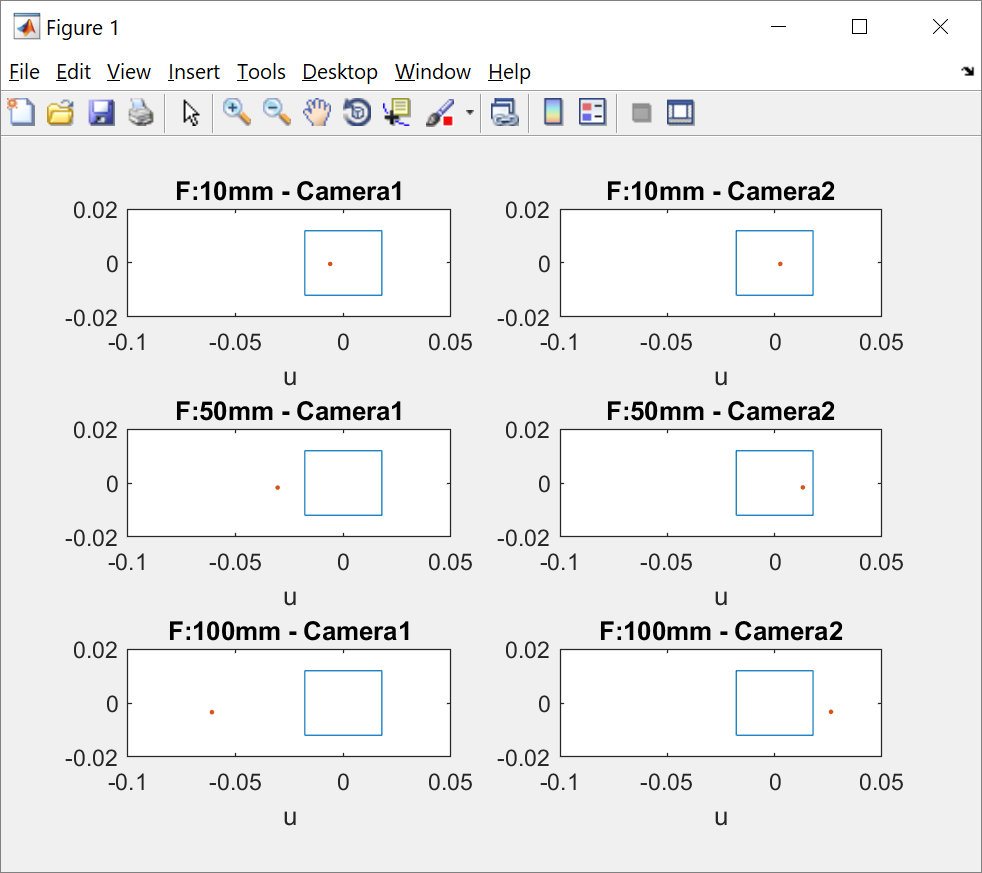 Figure 1
File Edit View Insert Tools Desktop Window Help
F:10mm - Camera1
0.02
0
-0.02
-0.1 -0.05 0 0.05
u
F:10mm - Camera2
0.02
0
-0.02
-0.1 -0.05 0 0.05
u
F:50mm - Camera1
0.02
0
-0.02
-0.1 -0.05 0 0.05
u
F:50mm - Camera2
0.02
0
-0.02
-0.1 -0.05 0 0.05
u
F:100mm - Camera1
0.02
0
-0.02
-0.1 -0.05 0 0.05
u
F:100mm - Camera2
0.02
0
-0.02
-0.1 -0.05 0 0.05
u